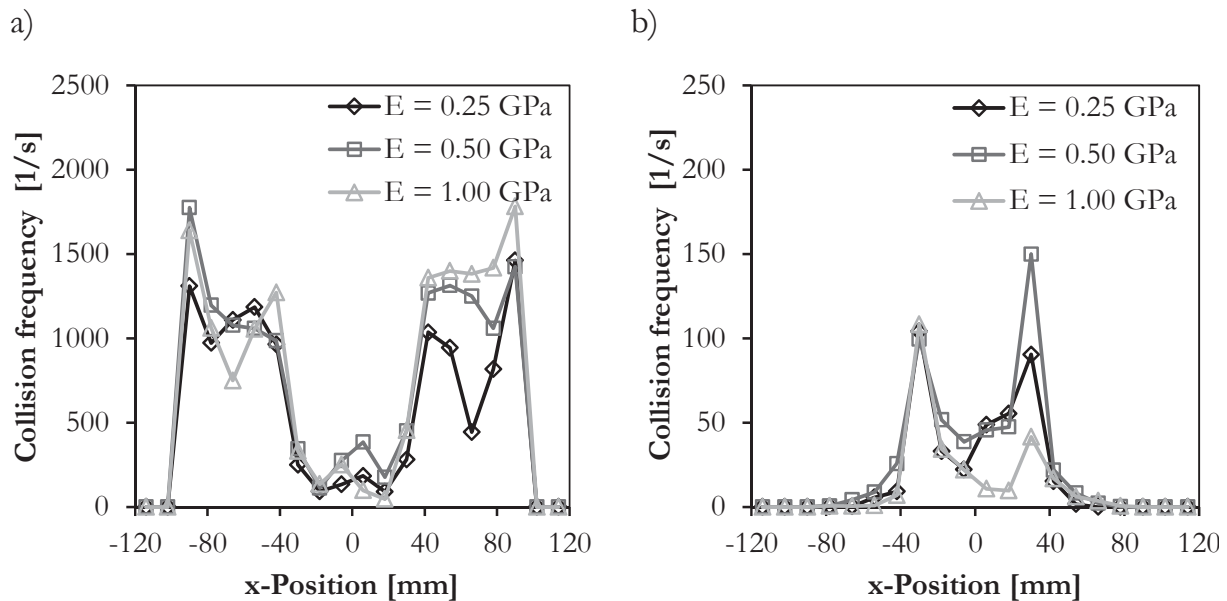 a)
Collision frequency [1/s]
2500
2000
1500
1000
500
0
E = 0.25 GPa
E = 0.50 GPa
E = 1.00 GPa
-120 -80 -40 0 40 80 120
x-Position [mm]
b)
Collision frequency [1/s]
250
200
150
100
50
0
E = 0.25 GPa
E = 0.50 GPa
E = 1.00 GPa
-120 -80 -40 0 40 80 120
x-Position [mm]